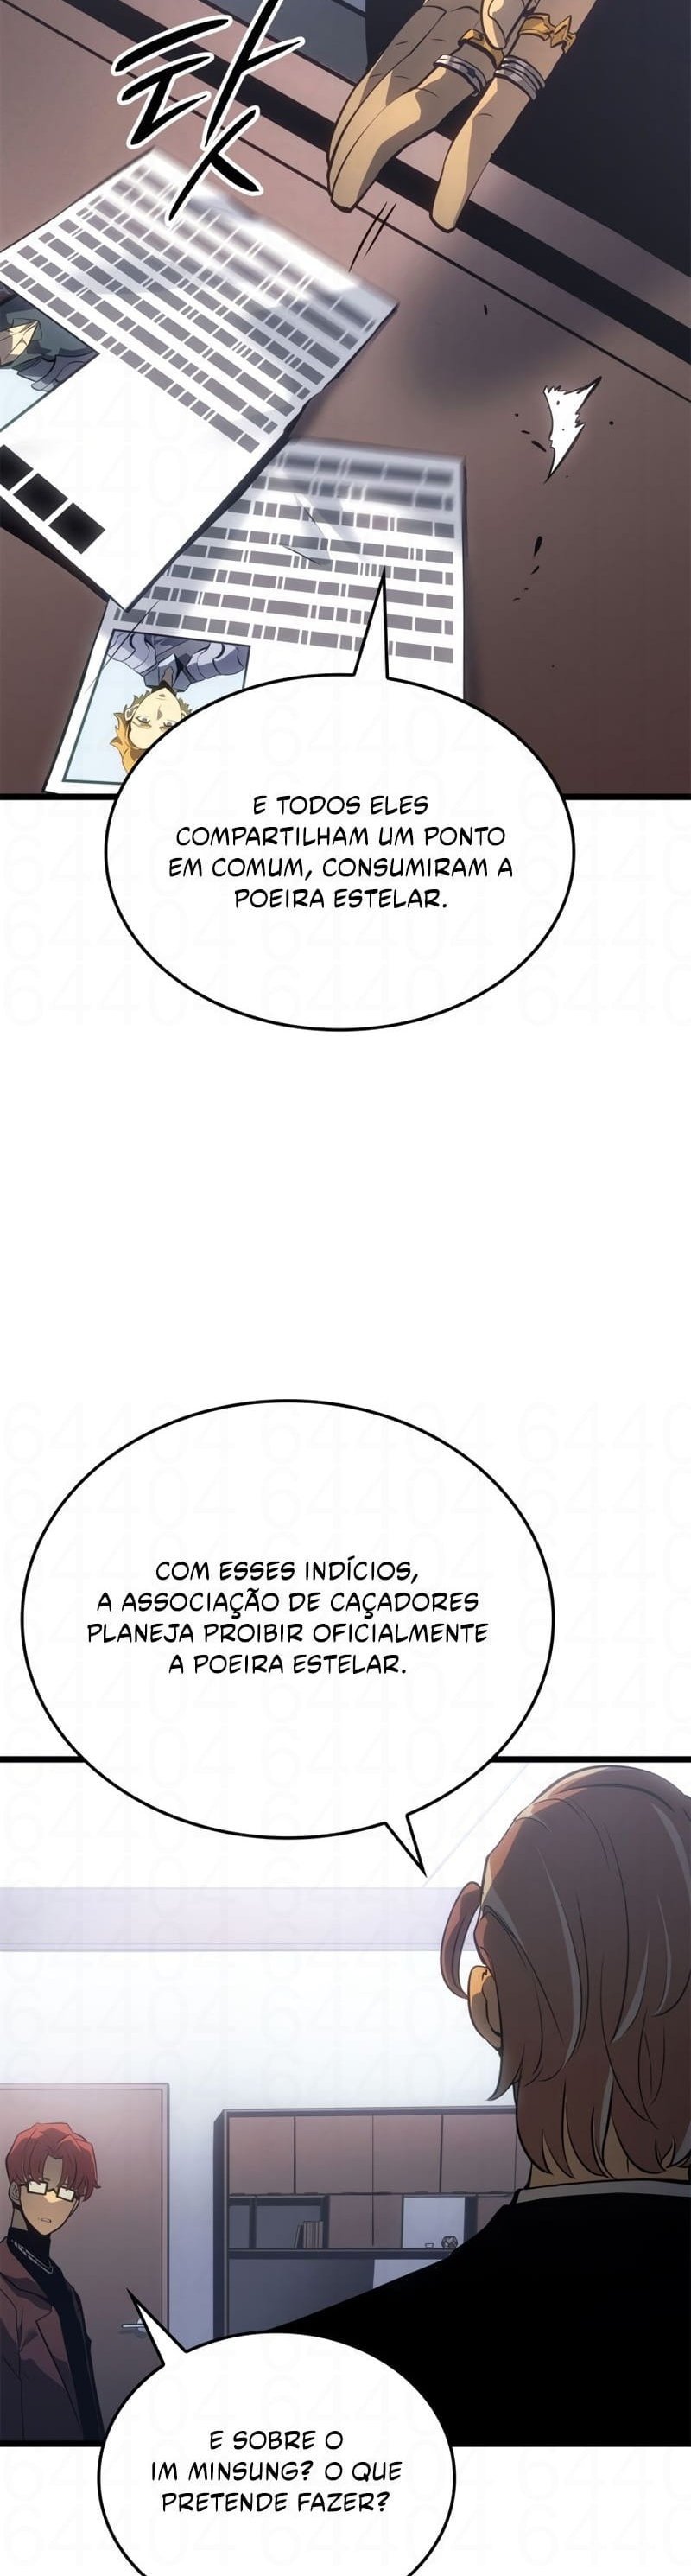 탁
E TODOS ELES
COMPARTILHAM UM PONTO
EM COMUM, CONSUMIRAM A
POEIRA ESTELAR.
COM ESSES INDÍCIOS,
A ASSOCIAÇÃO DE CAÇADORES
PLANEJA PROIBIR OFICIALMENTE
A POEIRA ESTELAR.
E SOBRE O
IM MINSUNG? O QUE
PRETENDE FAZER?